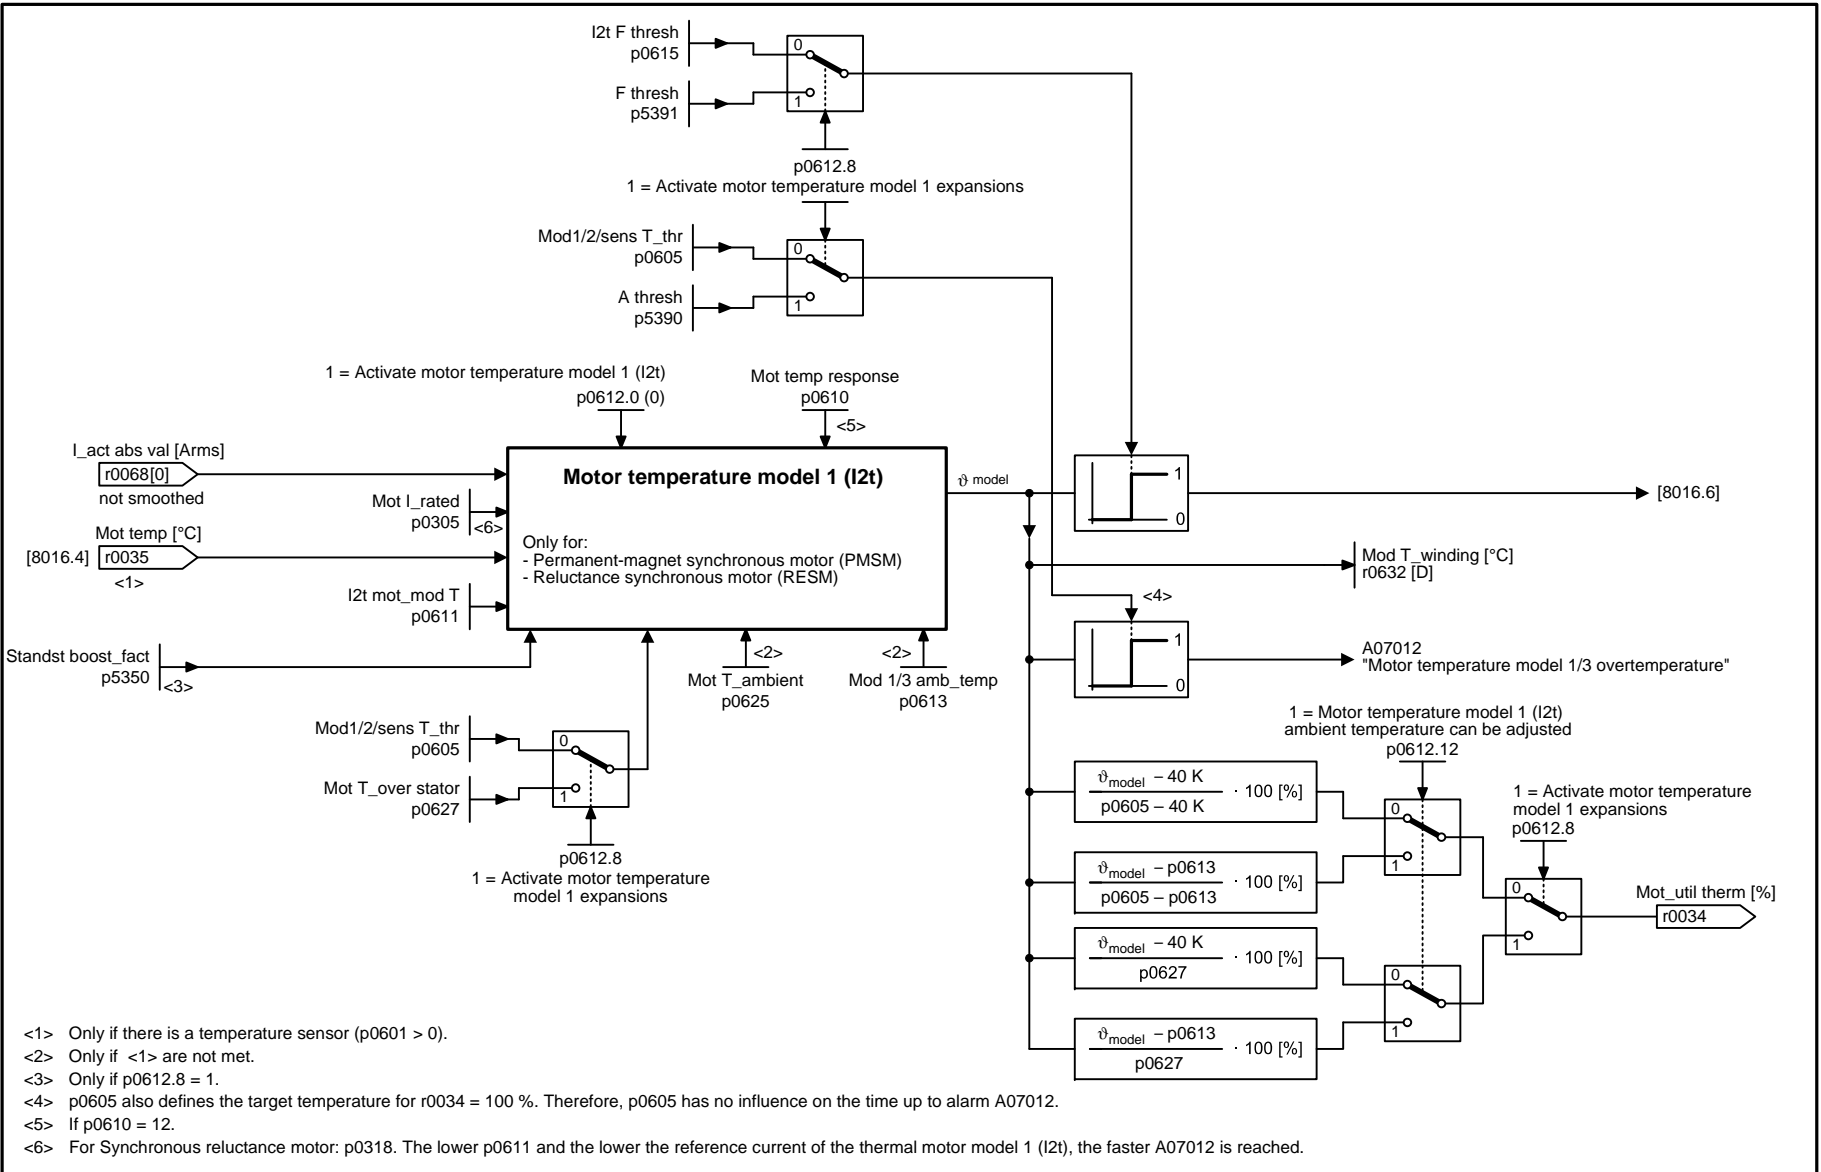 I2t F thresh
p0615
0
F thresh
p5391
1
p0612.8
1 = Activate motor temperature model 1 expansions
Mod1/2/sens T_thr
p0605
0
A thresh
p5390
1
1 = Activate motor temperature model 1 (I2t)
p0612.0 (0)
Mot temp response
p0610
<5>
I_act abs val [Arms]
r0068[0]
not smoothed
Mot I_rated
p0305
<6>
Mot temp [°C]
[8016.4]
r0035
<1>
I2t mot_mod T
p0611
Standst boost_fact
p5350
<3>
Motor temperature model 1 (I2t)
Only for:
- Permanent-magnet synchronous motor (PMSM)
- Reluctance synchronous motor (RESM)
ϑ model
1
0
[8016.6]
Mod T_winding [°C]
r0632 [D]
<4>
1
0
A07012
"Motor temperature model 1/3 overtemperature"
<2>
Mot T_ambient
p0625
<2>
Mod 1/3 amb_temp
p0613
Mod1/2/sens T_thr
p0605
0
Mot T_over stator
p0627
1
p0612.8
1 = Activate motor temperature
model 1 expansions
1 = Motor temperature model 1 (I2t)
ambient temperature can be adjusted
p0612.12
ϑmodel – 40 K
p0605 – 40 K
· 100 [%]
0
1
ϑmodel – p0613
p0605 – p0613
· 100 [%]
1 = Activate motor temperature
model 1 expansions
p0612.8
0
1
Mot_util therm [%]
r0034
ϑmodel – 40 K
p0627
· 100 [%]
0
1
ϑmodel – p0613
p0627
· 100 [%]
<1> Only if there is a temperature sensor (p0601 > 0).
<2> Only if <1> are not met.
<3> Only if p0612.8 = 1.
<4> p0605 also defines the target temperature for r0034 = 100 %. Therefore, p0605 has no influence on the time up to alarm A07012.
<5> If p0610 = 12.
<6> For Synchronous reluctance motor: p0318. The lower p0611 and the lower the reference current of the thermal motor model 1 (I2t), the faster A07012 is reached.